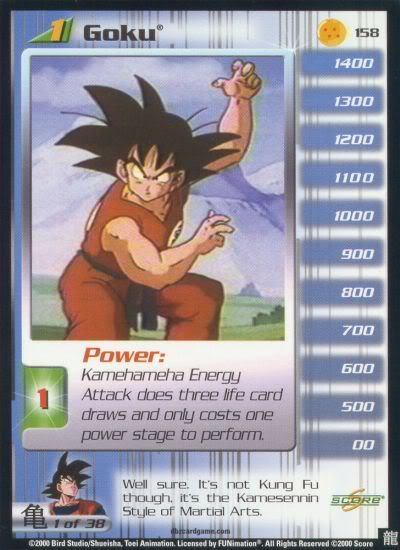 1 Goku® 158
1400
1300
1200
1100
1000
900
800
700
600
500
00
Power:
Kamehameha Energy
Attack does three life card
draws and only costs one
power stage to perform.
1
Well sure. It's not Kung Fu
though, it's the Kamesennin
Style of Martial Arts.
亀 1 of 38
SCORE
龍
dbzcardgame.com
©2000 Bird Studio/Shueisha, Toei Animation. Licensed by FUNimation®. All Rights Reserved ©2000 Score